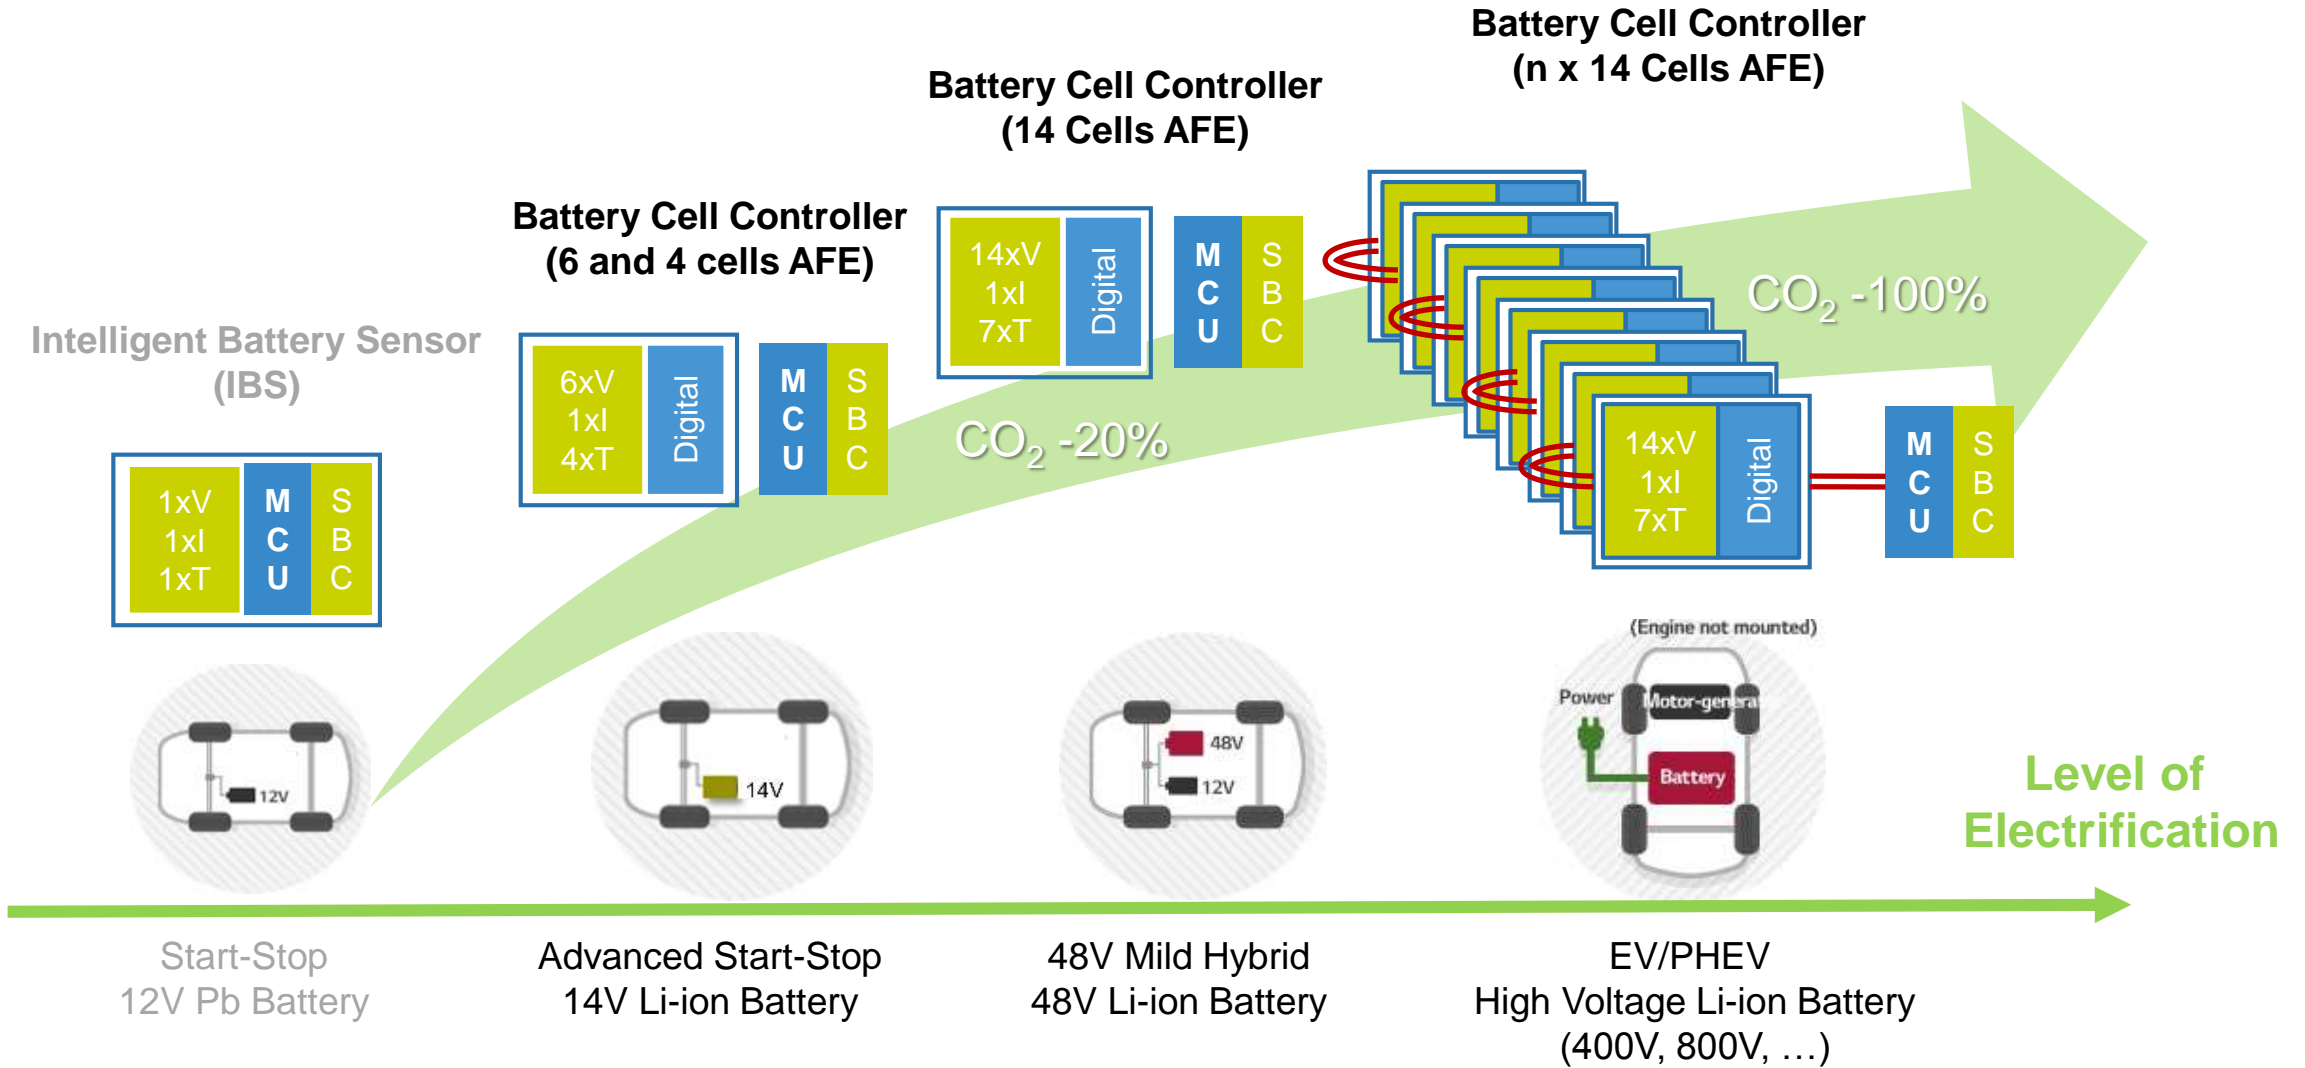 Battery Cell Controller
(n x 14 Cells AFE)
Battery Cell Controller
(14 Cells AFE)
Battery Cell Controller
(6 and 4 cells AFE)
Intelligent Battery Sensor
(IBS)
1xV
1xI
1xT
M
C
U
S
B
C
6xV
1xI
4xT
Digital
M
C
U
S
B
C
14xV
1xI
7xT
Digital
M
C
U
S
B
C
14xV
1xI
7xT
Digital
M
C
U
S
B
C
CO₂ -20%
CO₂ -100%
12V
14V
48V
12V
(Engine not mounted)
Power
Motor-genera
Battery
Level of
Electrification
Start-Stop
12V Pb Battery
Advanced Start-Stop
14V Li-ion Battery
48V Mild Hybrid
48V Li-ion Battery
EV/PHEV
High Voltage Li-ion Battery
(400V, 800V, …)